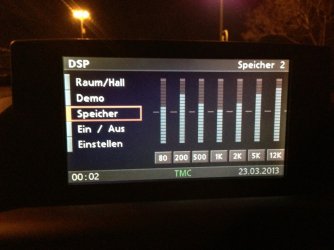 DSP Speicher 2
Raum/Hall
Demo
Speicher
Ein / Aus
Einstellen
80 200 500 1K 2K 5K 12K
00:02 TMC 23.03.2013